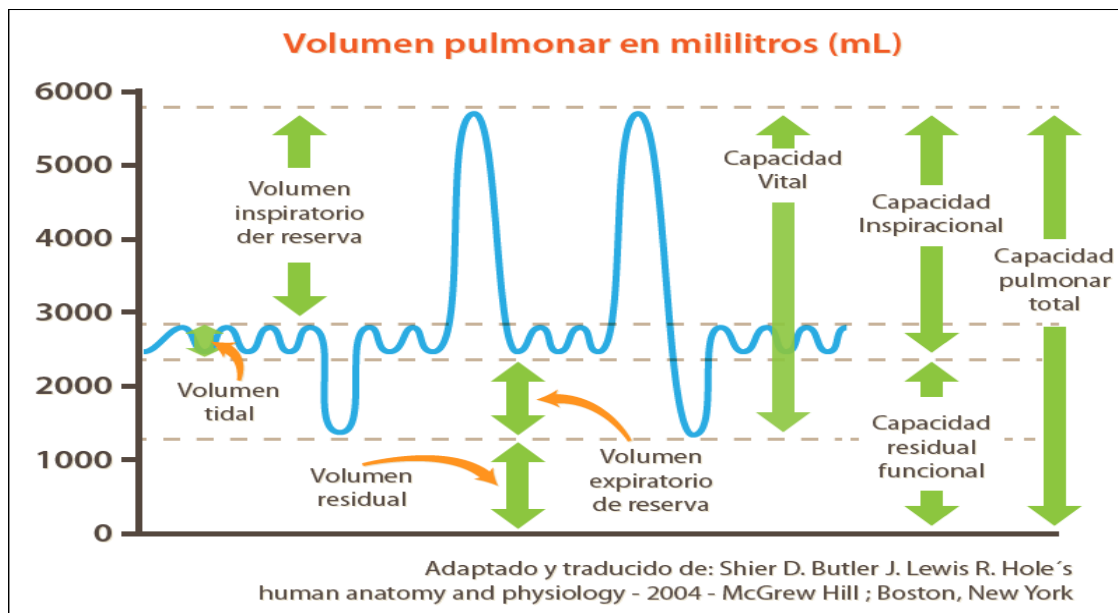 Volumen pulmonar en mililitros (mL)
6000
5000
4000
3000
2000
1000
0
Volumen
inspiratorio
der reserva
Volumen
tidal
Volumen
residual
Volumen
expiratorio
de reserva
Capacidad
Vital
Capacidad
Inspiracional
Capacidad
residual
funcional
Capacidad
pulmonar
total
Adaptado y traducido de: Shier D. Butler J. Lewis R. Hole´s
human anatomy and physiology - 2004 - McGrew Hill ; Boston, New York